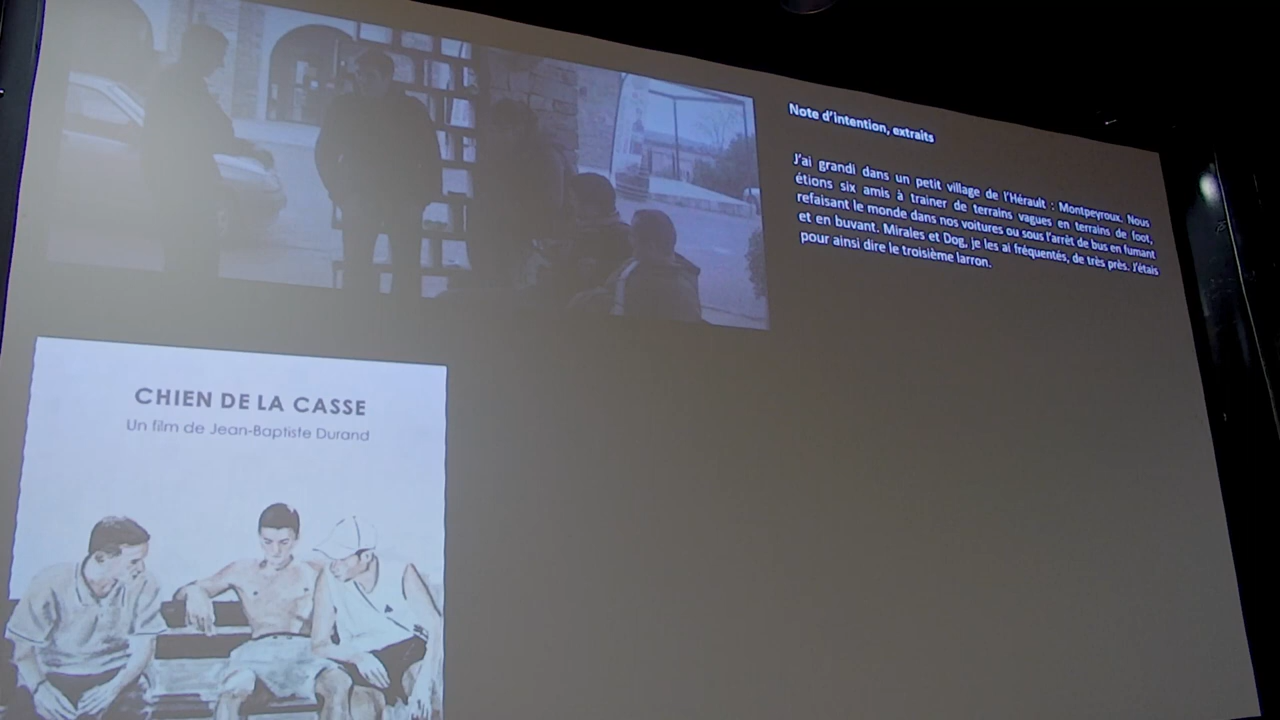 Note d'intention, extraits
J'ai grandi dans un petit village de l'Hérault : Montpeyroux. Nous
étions six amis à trainer de terrains vagues en terrains de foot,
refaisant le monde dans nos voitures ou sous l'arrêt de bus en fumant
et en buvant. Mirales et Dog, je les ai fréquentés, de très près. J'étais
pour ainsi dire le troisième larron.
CHIEN DE LA CASSE
Un film de Jean-Baptiste Durand